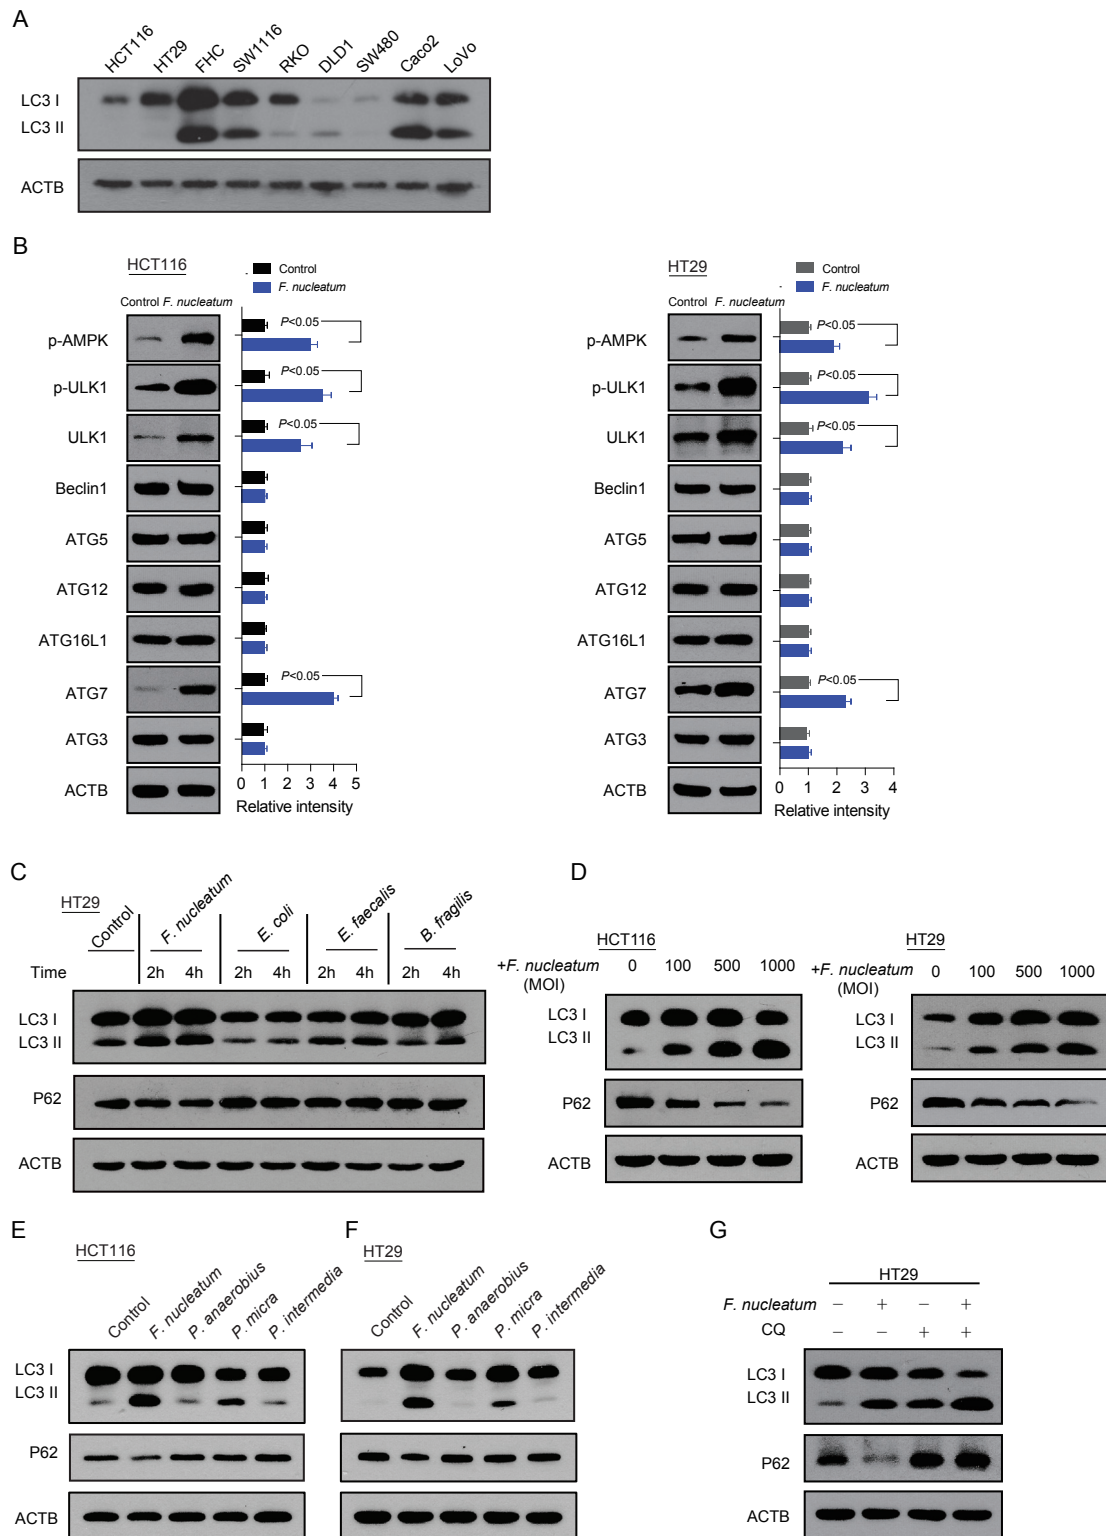 A
HCT116 HT29 FHC SW1116 RKO DLD1 SW480 Caco2 LoVo
LC3 I
LC3 II
ACTB
B
HCT116
Control
F. nucleatum
Control F. nucleatum
p-AMPK P<0.05
p-ULK1 P<0.05
ULK1 P<0.05
Beclin1
ATG5
ATG12
ATG16L1
ATG7 P<0.05
ATG3
ACTB
0 1 2 3 4 5
Relative intensity
HT29
Control
F. nucleatum
Control F. nucleatum
p-AMPK P<0.05
p-ULK1 P<0.05
ULK1 P<0.05
Beclin1
ATG5
ATG12
ATG16L1
ATG7 P<0.05
ATG3
ACTB
0 1 2 3 4
Relative intensity
C
HT29
Control F. nucleatum E. coli E. faecalis B. fragilis
Time 2h 4h 2h 4h 2h 4h 2h 4h
LC3 I
LC3 II
P62
ACTB
D
HCT116
+F. nucleatum 0 100 500 1000
(MOI)
LC3 I
LC3 II
P62
ACTB
HT29
+F. nucleatum 0 100 500 1000
(MOI)
LC3 I
LC3 II
P62
ACTB
E
HCT116
Control F. nucleatum P. anaerobius P. micra P. intermedia
LC3 I
LC3 II
P62
ACTB
F
HT29
Control F. nucleatum P. anaerobius P. micra P. intermedia
G
HT29
F. nucleatum − + − +
CQ − − + +
LC3 I
LC3 II
P62
ACTB